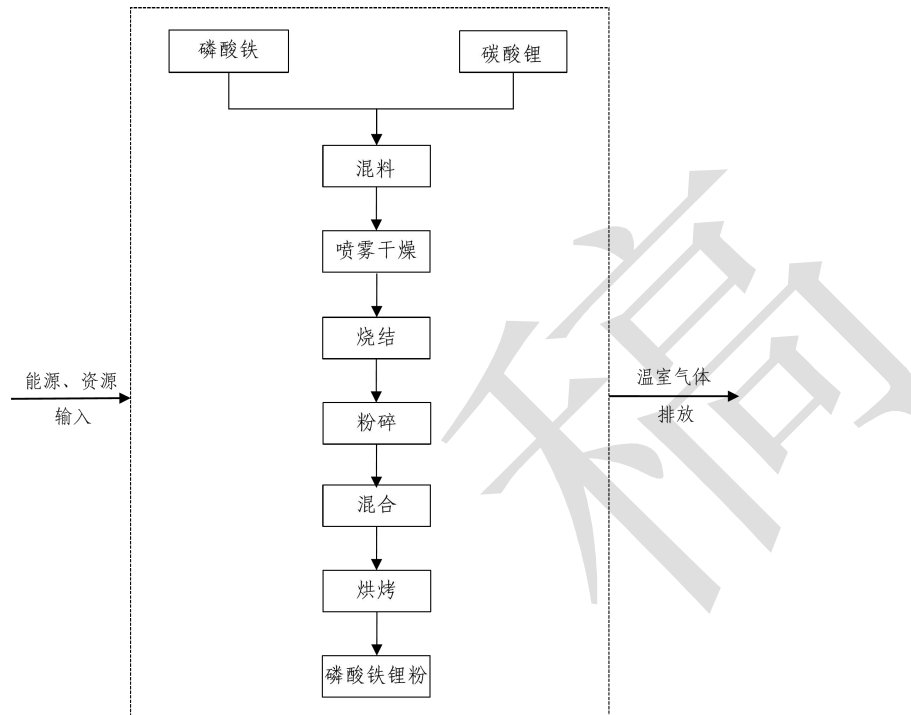 磷酸铁
碳酸锂
混料
喷雾干燥
烧结
能源、资源
输入
温室气体
排放
粉碎
混合
烘烤
磷酸铁锂粉
稿